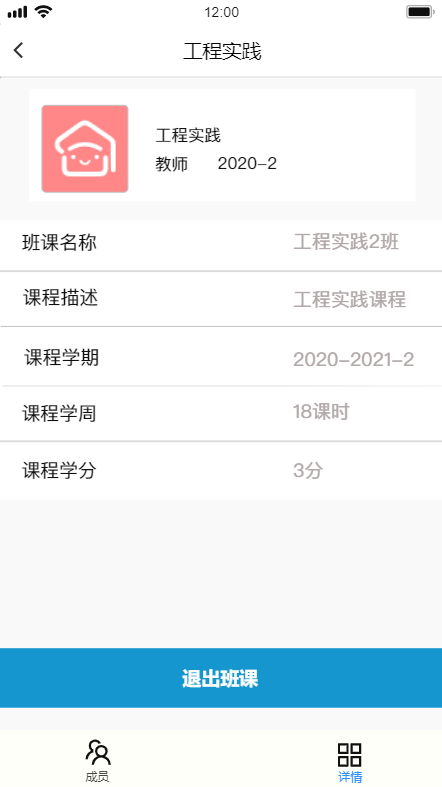 12:00
工程实践
工程实践
教师 2020-2
班课名称 工程实践2班
课程描述 工程实践课程
课程学期 2020-2021-2
课程学周 18课时
课程学分 3分
退出班课
成员 详情